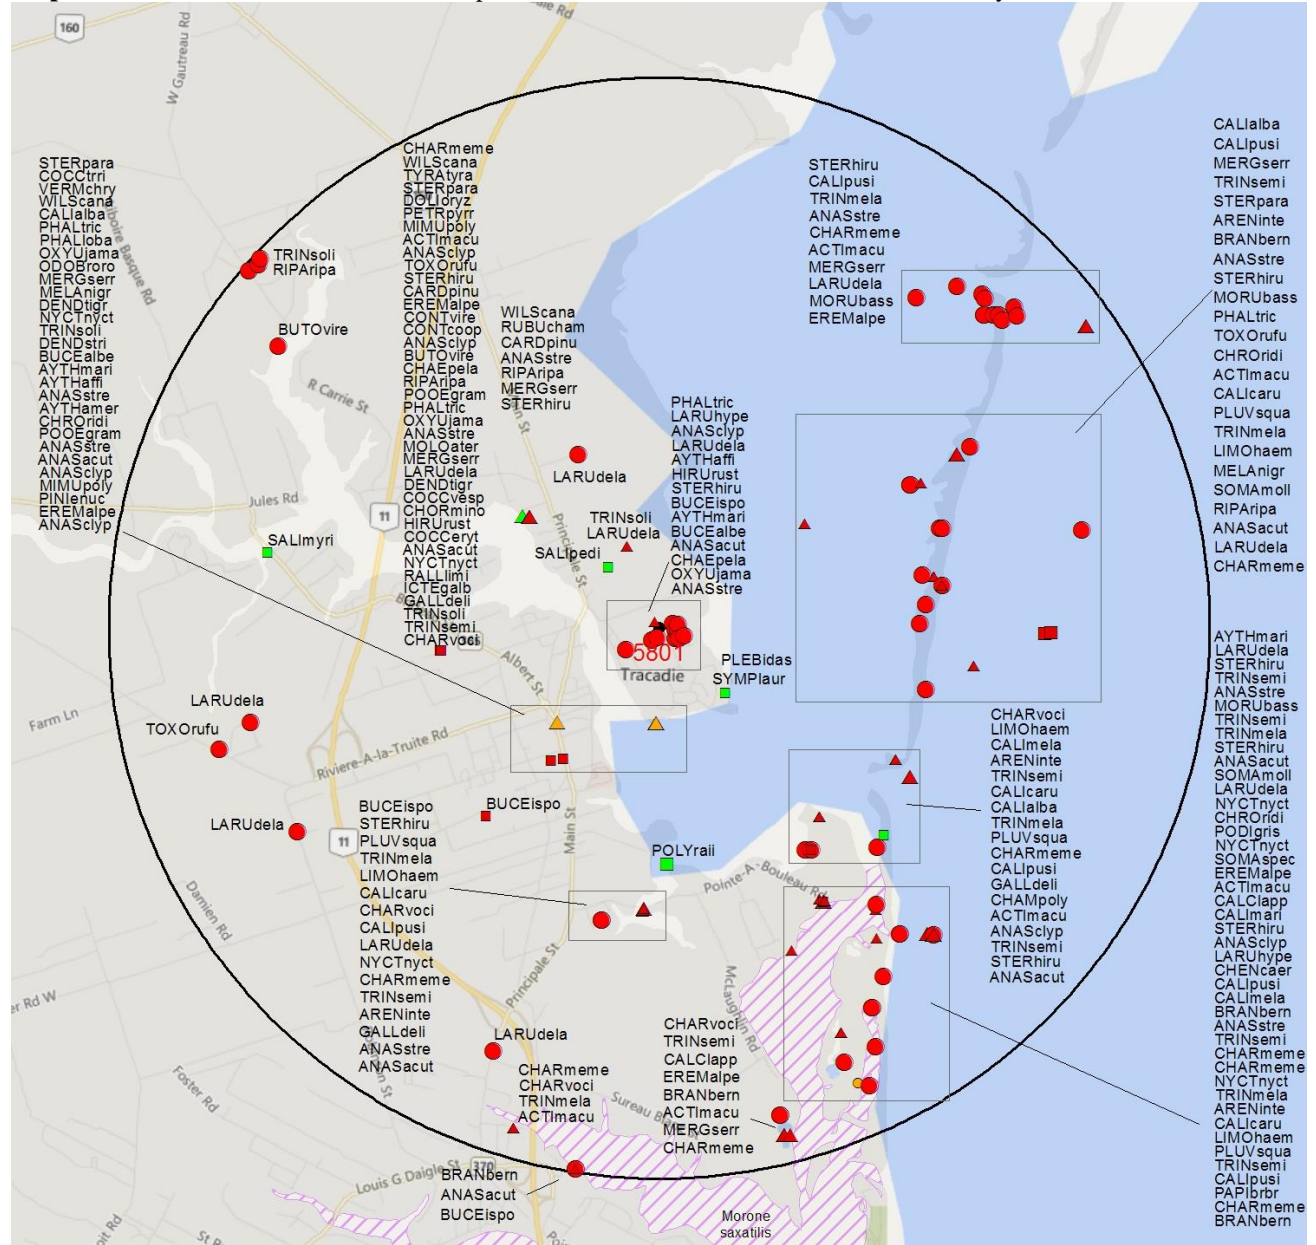 160
W Gautreau Rd
ale Rd
STERpara
COCCtrri
VERMchry
WILScana
CALIalba
PHALtric
PHALloba
OXYUjama
ODOBroro
MERGserr
MELAnigr
DENDtigr
NYCTnyct
TRINsoli
DENDstri
BUCEalbe
AYTHmari
AYTHaffi
ANASstre
AYTHamer
CHROridi
POOEgram
ANASstre
ANASacut
ANASclyp
MIMUpoly
PINIenuc
EREMalpe
ANASclyp
CHARmeme
WILScana
TYRAtyra
STERpara
DOLIoryz
PETRpyrr
MIMUpoly
ACTImacu
ANASclyp
TOXOrufu
STERhiru
CARDpinu
EREMalpe
CONTvire
CONTcoop
ANASclyp
BUTOvire
CHAEpela
RIPAripa
POOEgram
PHALtric
OXYUjama
ANASstre
MOLOater
MERGserr
LARUdela
DENDtigr
COCCvesp
CHORmino
HIRUrust
COCCeryt
ANASacut
NYCTnyct
RALLlimi
ICTEgalb
GALLdeli
TRINsoli
TRINsemi
CHARvoci
WILScana
RUBUcham
CARDpinu
ANASstre
RIPAripa
MERGserr
STERhiru
STERhiru
CALIpusi
TRINmela
ANASstre
CHARmeme
ACTImacu
MERGserr
LARUdela
MORUbass
EREMalpe
CALIalba
CALIpusi
MERGserr
TRINsemi
STERpara
ARENinte
BRANbern
ANASstre
STERhiru
MORUbass
PHALtric
TOXOrufu
CHROridi
ACTImacu
CALIcaru
PLUVsqua
TRINmela
LIMOhaem
MELAnigr
SOMAmoll
RIPAripa
ANASacut
LARUdela
CHARmeme
TRINsoli
RIPAripa
BUTOvire
R Carrie St
Jules Rd
11
SALImyri
LARUdela
TRINsoli
LARUdela
SALIpedi
Principale St
PHALtric
LARUhype
ANASclyp
LARUdela
AYTHaffi
HIRUrust
STERhiru
BUCEispo
AYTHmari
BUCEalbe
ANASacut
CHAEpela
OXYUjama
ANASstre
5801
Tracadie
PLEBidas
SYMPlaur
Albert St
LARUdela
TOXOrufu
Farm Ln
Riviere-A-la-Truite Rd
LARUdela
11
Damien Rd
BUCEispo
Main St
POLYraii
Pointe-A-Bouleau Rd
BUCEispo
STERhiru
PLUVsqua
TRINmela
LIMOhaem
CALIcaru
CHARvoci
CALIpusi
LARUdela
NYCTnyct
CHARmeme
TRINsemi
ARENinte
GALLdeli
ANASstre
ANASacut
Principale St
McLaughlin Rd
CHARvoci
LIMOhaem
CALImela
ARENinte
TRINsemi
CALIcaru
CALIalba
TRINmela
PLUVsqua
CHARmeme
CALIpusi
GALLdeli
CHAMpoly
ACTImacu
ANASclyp
TRINsemi
STERhiru
ANASacut
AYTHmari
LARUdela
STERhiru
TRINsemi
ANASstre
MORUbass
TRINsemi
TRINmela
STERhiru
ANASacut
SOMAmoll
LARUdela
NYCTnyct
CHROridi
PODIgris
NYCTnyct
SOMAspec
EREMalpe
ACTImacu
CALClapp
CALImari
STERhiru
ANASclyp
LARUhype
CHENcaer
CALIpusi
CALImela
BRANbern
ANASstre
TRINsemi
CHARmeme
CHARmeme
NYCTnyct
TRINmela
ARENinte
CALIcaru
LIMOhaem
PLUVsqua
TRINsemi
CALIpusi
PAPIbrbr
CHARmeme
BRANbern
er Rd W
Foster Rd
LARUdela
CHARmeme
CHARvoci
TRINmela
ACTImacu
CHARvoci
TRINsemi
CALClapp
EREMalpe
BRANbern
ACTImacu
MERGserr
CHARmeme
Louis G Daigle St
370
BRANbern
ANASacut
BUCEispo
Morone
saxatilis